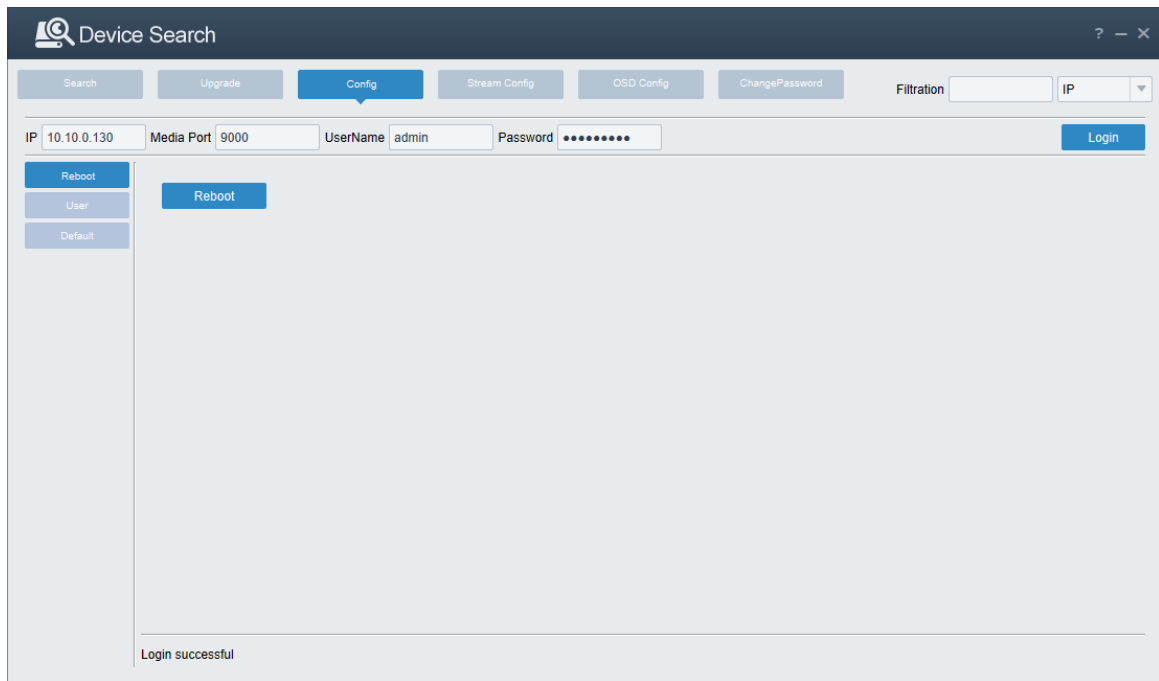 Device Search
? – X
Search Upgrade Config Stream Config OSD Config ChangePassword Filtration IP
IP 10.10.0.130 Media Port 9000 UserName admin Password ●●●●●●●●● Login
Reboot
Reboot
User
Default
Login successful